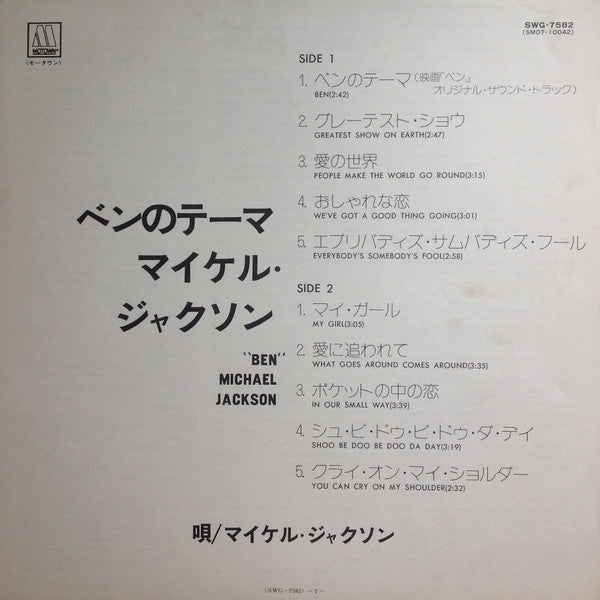 MOTOWN
(モータウン)
SWG-7582
(SMOT-10042)
SIDE 1
1. ベンのテーマ(映画"ベン"
オリジナル・サウンド・トラック)
BEN(2:42)
2. グレーテスト・ショウ
GREATEST SHOW ON EARTH(2:47)
3. 愛の世界
PEOPLE MAKE THE WORLD GO ROUND(3:15)
4. おしゃれな恋
WE'VE GOT A GOOD THING GOING(3:01)
5. エブリバディズ・サムバディズ・フール
EVERYBODY'S SOMEBODY'S FOOL(2:58)
SIDE 2
1. マイ・ガール
MY GIRL(3:05)
2. 愛に追われて
WHAT GOES AROUND COMES AROUND(3:35)
3. ポケットの中の恋
IN OUR SMALL WAY(3:39)
4. シュ・ビ・ドゥ・ビ・ドゥ・ダ・デイ
SHOO BE DOO BE DOO DA DAY(3:19)
5. クライ・オン・マイ・ショルダー
YOU CAN CRY ON MY SHOULDER(2:32)
ベンのテーマ
マイケル・
ジャクソン
"BEN"
MICHAEL
JACKSON
唄/マイケル・ジャクソン
(SWG-7582) -1-